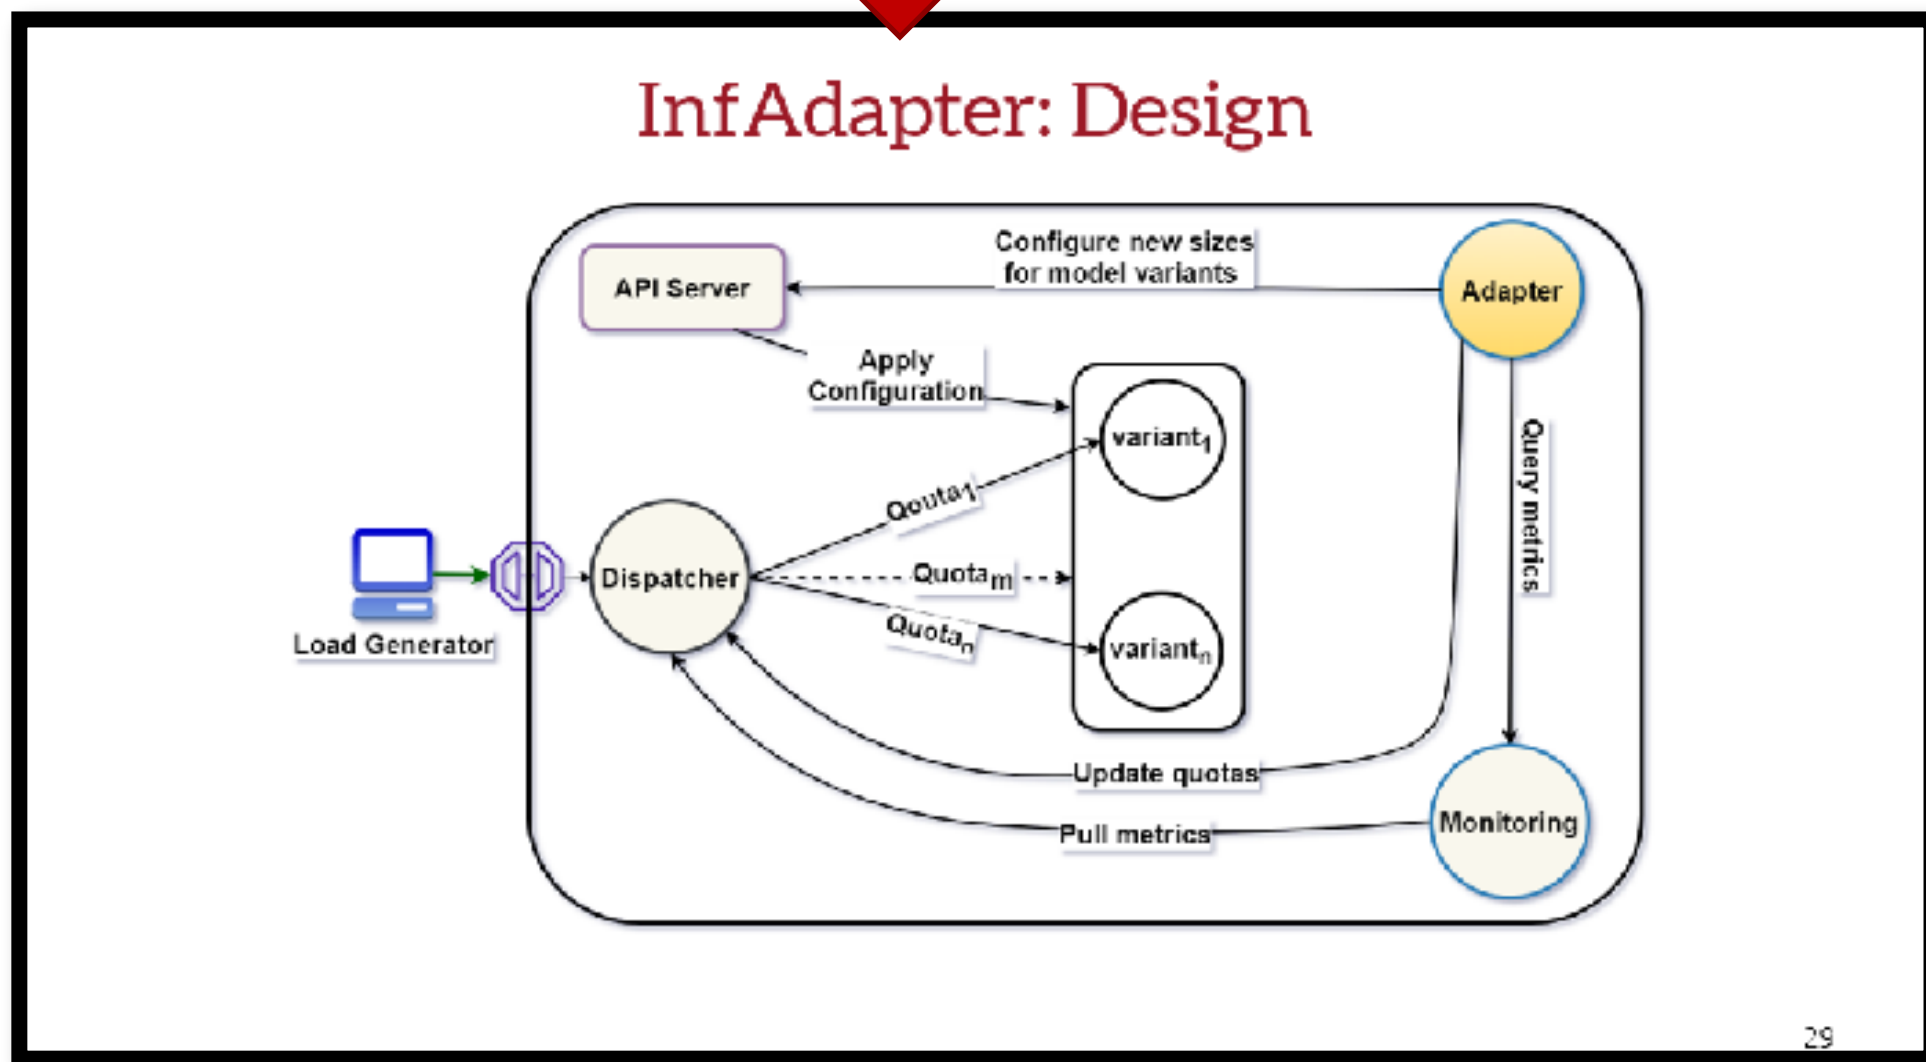 InfAdapter: Design
Configure new sizes
for model variants
API Server
Adapter
Apply
Configuration
variant1
Qouta1
Query metrics
Dispatcher
Quotam
Quotan
Load Generator
variantn
Update quotas
Pull metrics
Monitoring
29